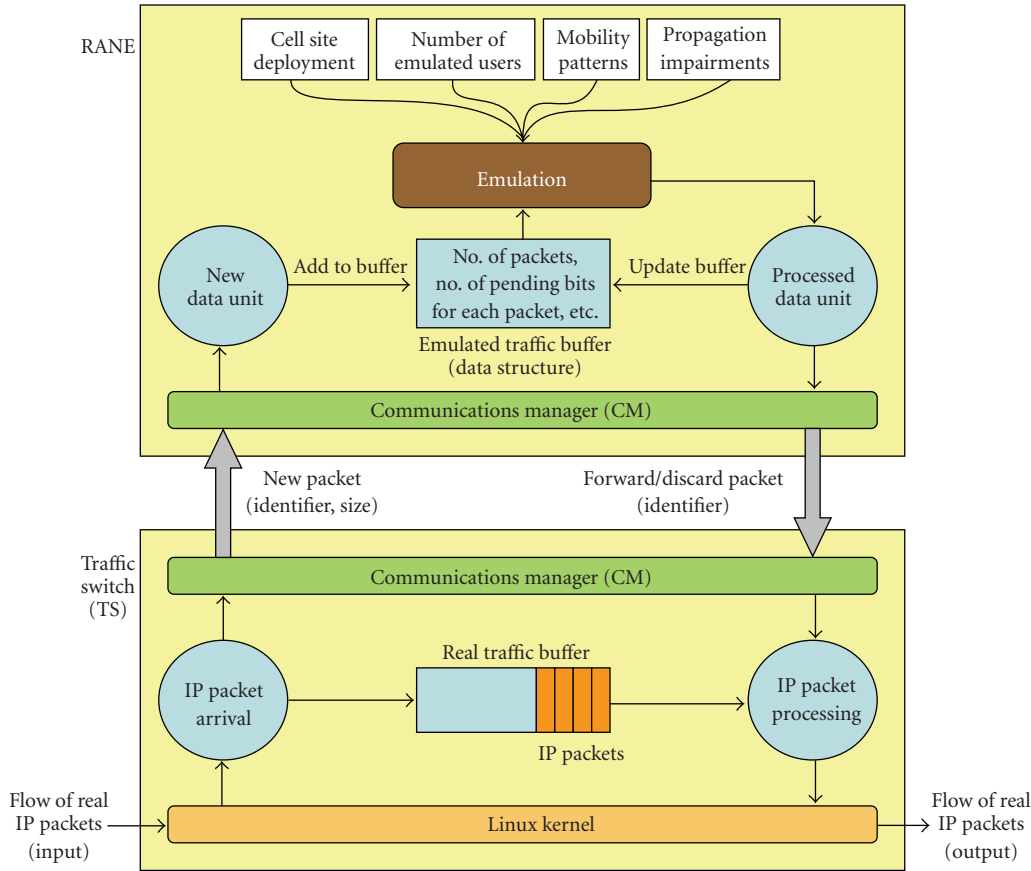 RANE
Cell site
deployment
Number of
emulated users
Mobility
patterns
Propagation
impairments
Emulation
New
data unit
Add to buffer
No. of packets,
no. of pending bits
for each packet, etc.
Update buffer
Processed
data unit
Emulated traffic buffer
(data structure)
Communications manager (CM)
New packet
(identifier, size)
Forward/discard packet
(identifier)
Traffic
switch
(TS)
Communications manager (CM)
Real traffic buffer
IP packet
arrival
IP packet
processing
IP packets
Flow of real
IP packets
(input)
Linux kernel
Flow of real
IP packets
(output)